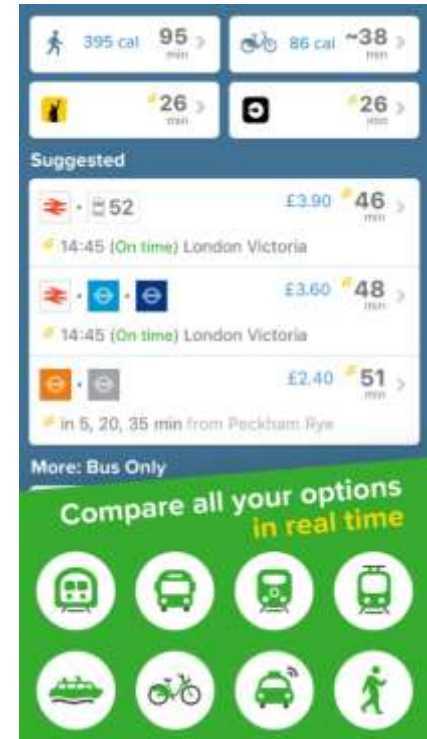 395 cal 95 min
86 cal ~38 min
26 min
26 min
Suggested
52 £3.90 46 min
14:45 (On time) London Victoria
£3.60 48 min
14:45 (On time) London Victoria
£2.40 51 min
in 5, 20, 35 min from Peckham Rye
More: Bus Only
Compare all your options
in real time